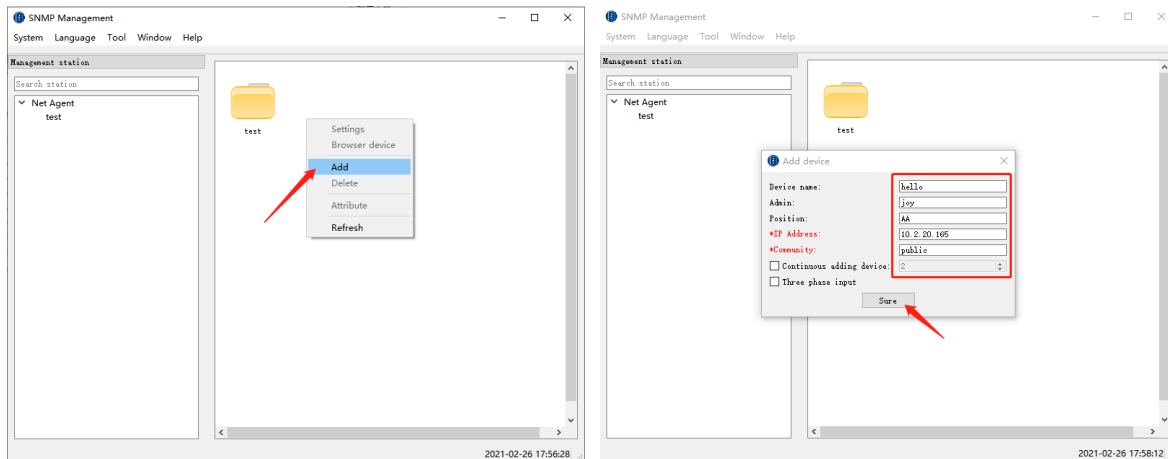 SNMP Management
System Language Tool Window Help
Management station
Search station
Net Agent
test
test
Settings
Browser device
Add
Delete
Attribute
Refresh
2021-02-26 17:56:28
SNMP Management
System Language Tool Window Help
Management station
Search station
Net Agent
test
test
Add device
Device name: hello
Admin: joy
Position: AA
*IP Address: 10.2.20.165
*Community: public
Continuous adding device: 2
Three phase input
Sure
2021-02-26 17:58:12